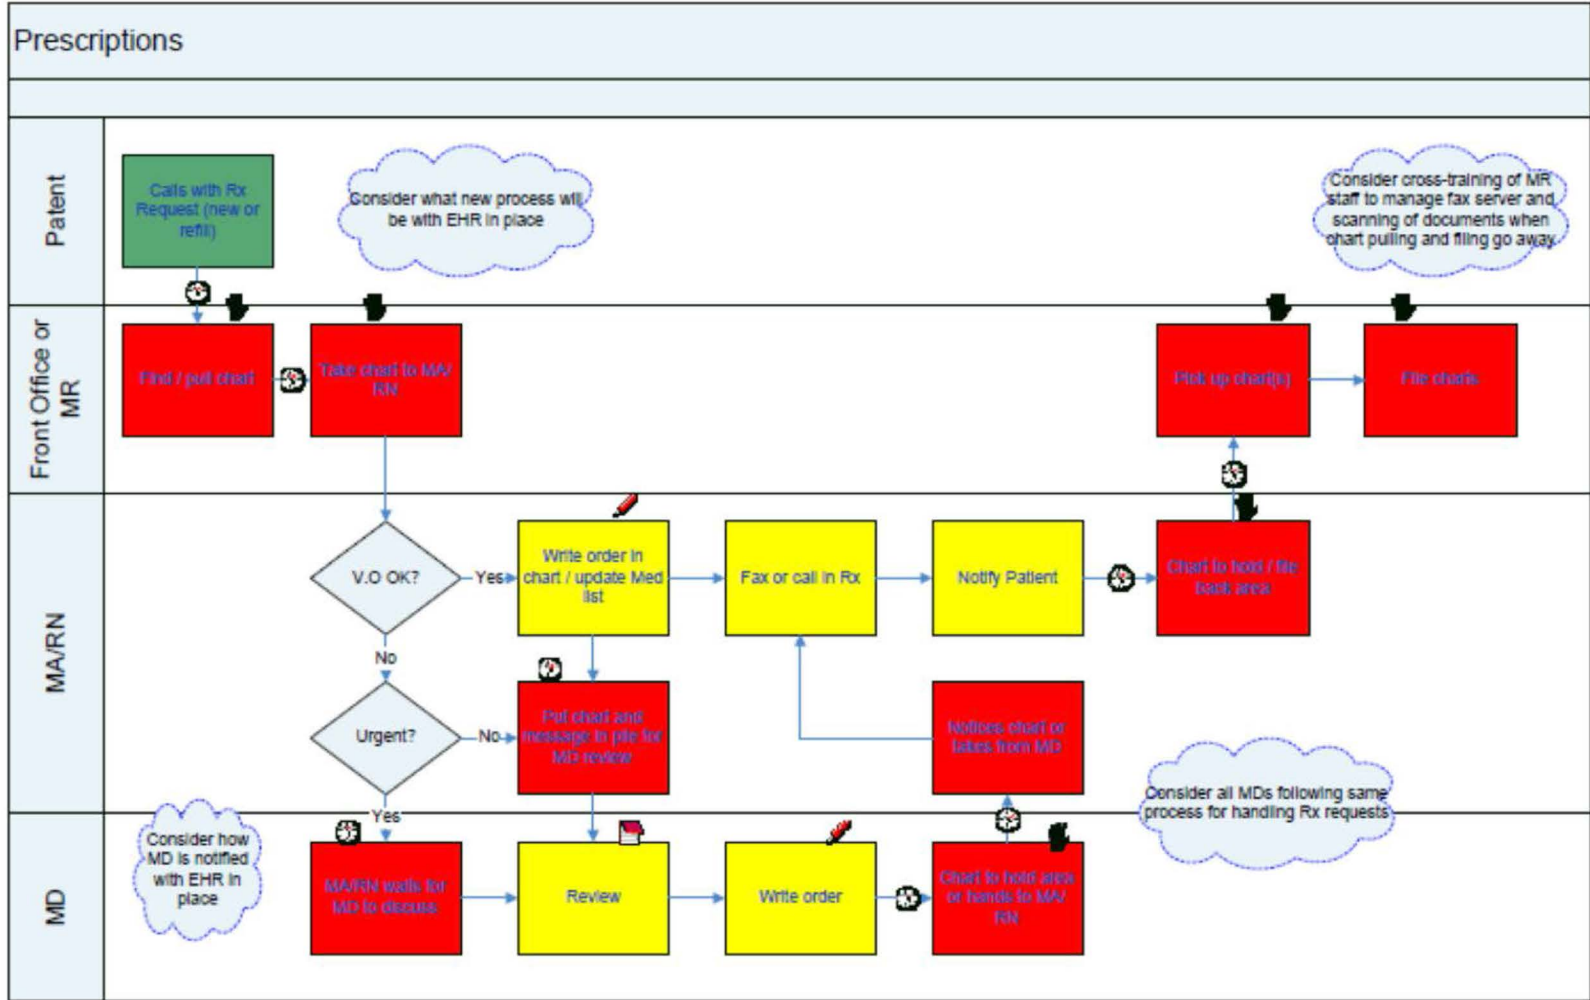 Prescriptions
Patent
Calls with Rx
Request (new or
refill)
Consider what new process will
be with EHR in place
Consider cross-training of MR
staff to manage fax server and
scanning of documents when
chart pulling and filing go away
Front Office or
MR
Find / pull chart
Take chart to MA/
RN
Pick up chart(s)
File charts
MA/RN
V.O OK?
Yes
Write order in
chart / update Med
list
Fax or call in Rx
Notify Patient
Chart to hold / file
back area
No
Urgent?
No
Put chart and
message in pile for
MD review
Notices chart or
takes from MD
Yes
Consider all MDs following same
process for handling Rx requests
MD
Consider how
MD is notified
with EHR in
place
MA/RN waits for
MD to discuss
Review
Write order
Chart to hold area
or hands to MA/
RN